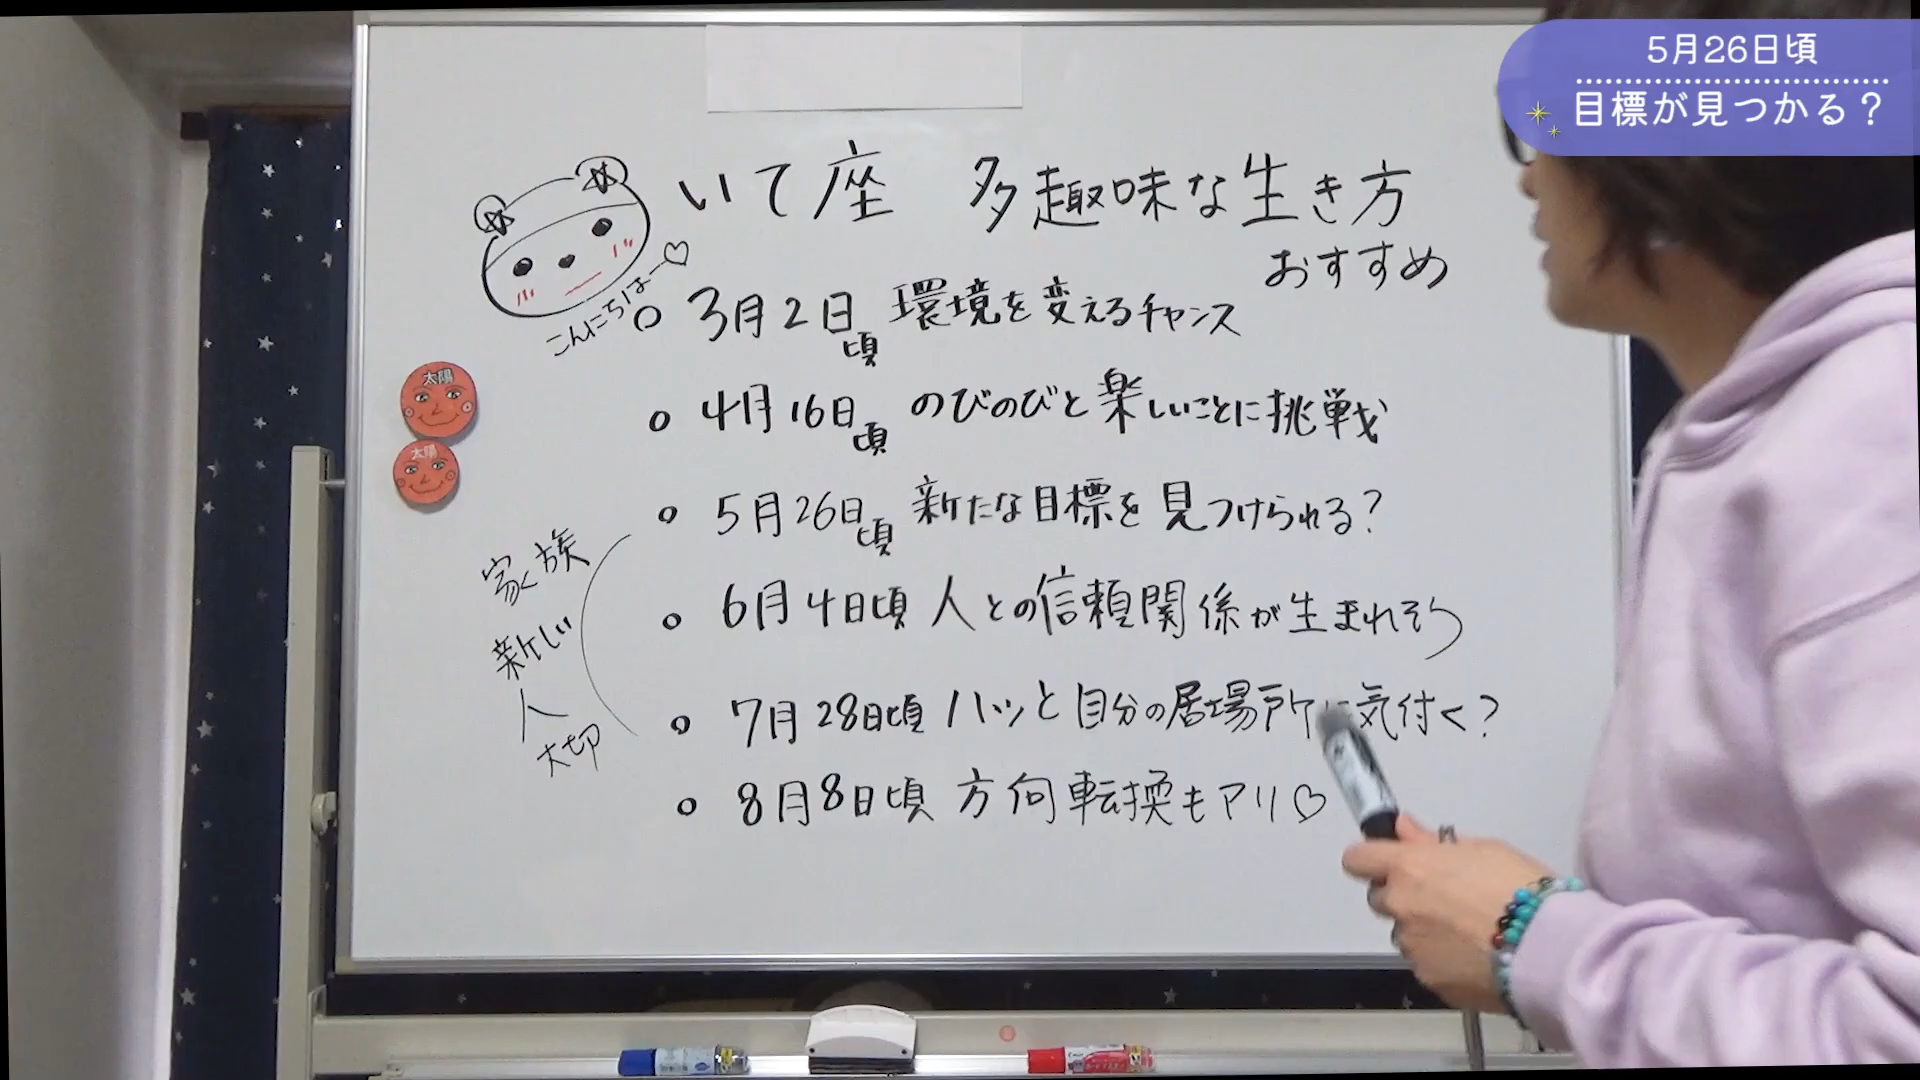 5月26日頃
目標が見つかる？
いて座 多趣味な生き方
おすすめ
こんにちはー♡
○ 3月2日頃 環境を変えるチャンス
太陽
○ 4月16日頃 のびのびと楽しいことに挑戦
太陽
○ 5月26日頃 新たな目標を見つけられる?
家族
○ 6月4日頃 人との信頼関係が生まれそう
新しい
人
○ 7月28日頃 ハッと自分の居場所に気付く?
大切
○ 8月8日頃 方向転換もアリ♡